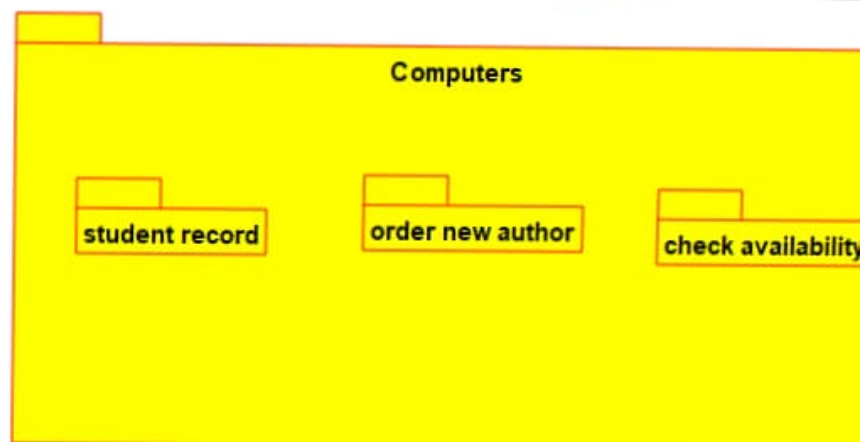 Computers
student record
order new author
check availability